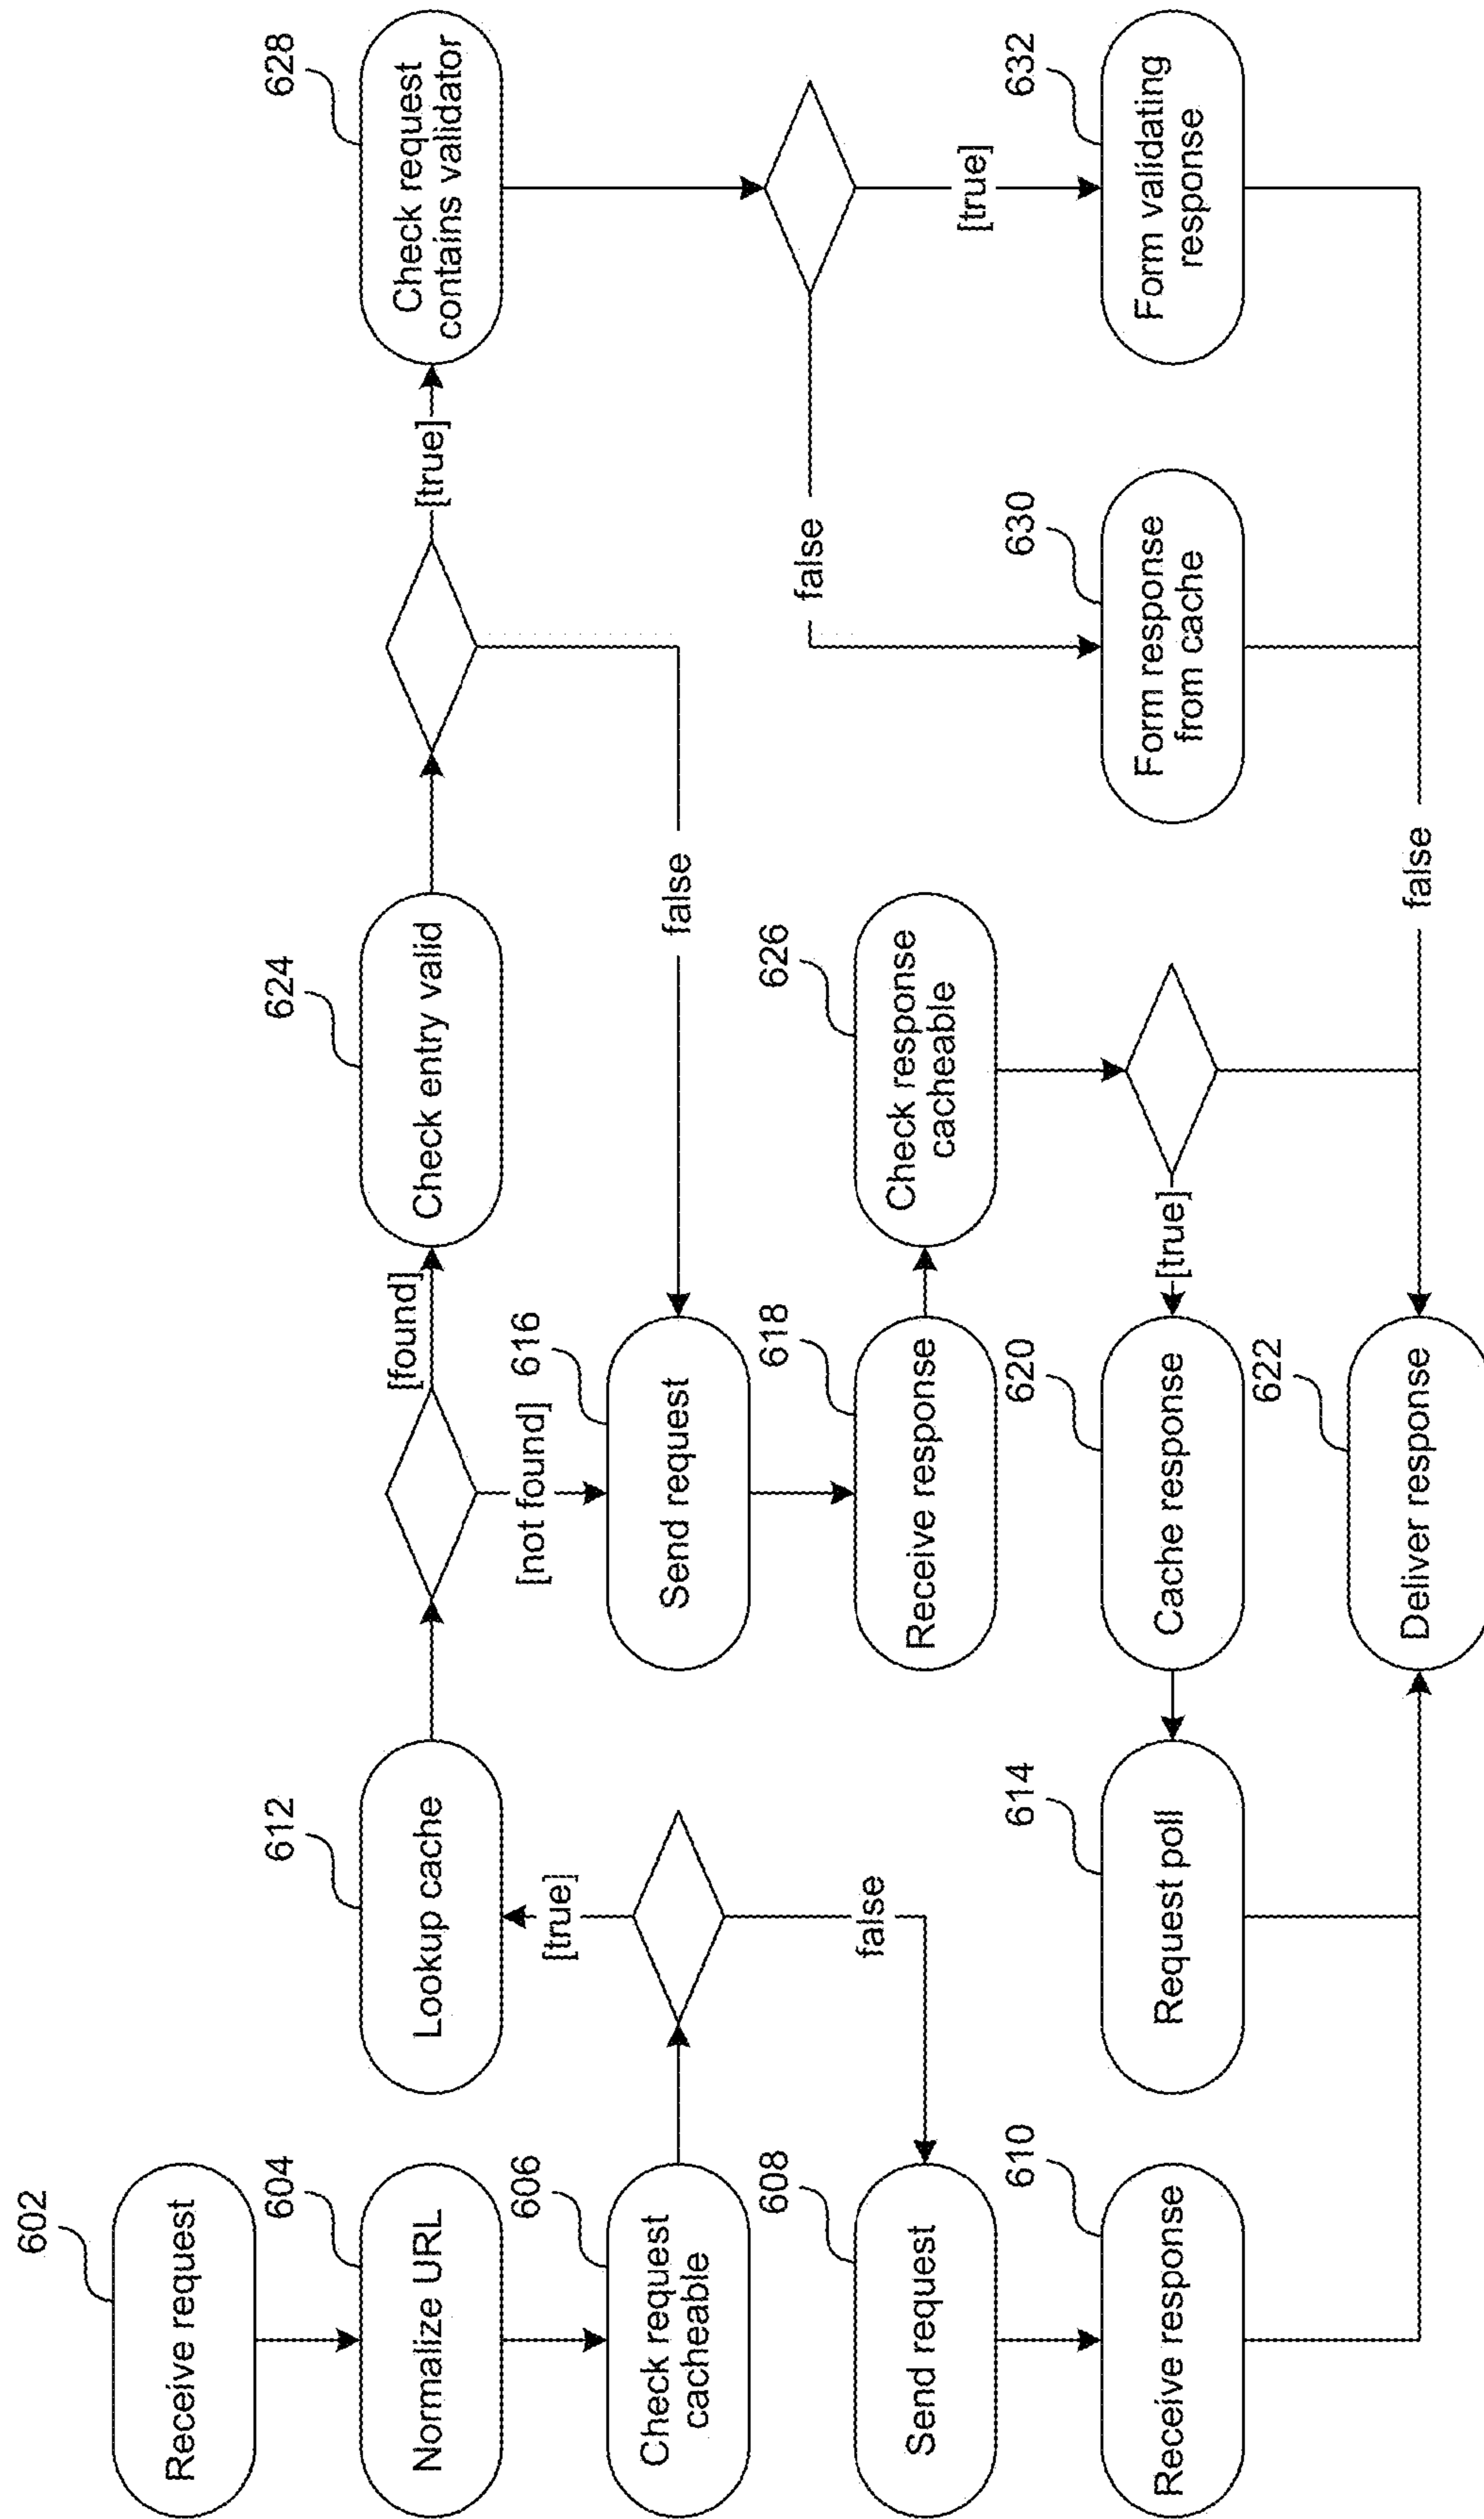 602
Receive request
604
Normalize URL
606
Check request
cacheable
608
Send request
610
Receive response
612
Lookup cache
[true]
false
614
Request poll
[found]
[not found]
616
Send request
618
Receive response
620
Cache response
622
Deliver response
624
Check entry valid
false
626
Check response
cacheable
[true]
false
[true]
628
Check request
contains validator
false
[true]
630
Form response
from cache
632
Form validating
response